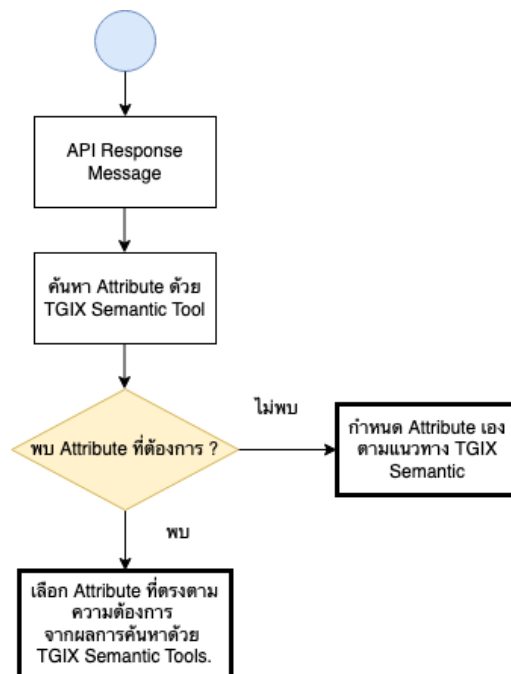 API Response
Message
ค้นหา Attribute ด้วย
TGIX Semantic Tool
พบ Attribute ที่ต้องการ ?
ไม่พบ
กำหนด Attribute เอง
ตามแนวทาง TGIX
Semantic
พบ
เลือก Attribute ที่ตรงตาม
ความต้องการ
จากผลการค้นหาด้วย
TGIX Semantic Tools.